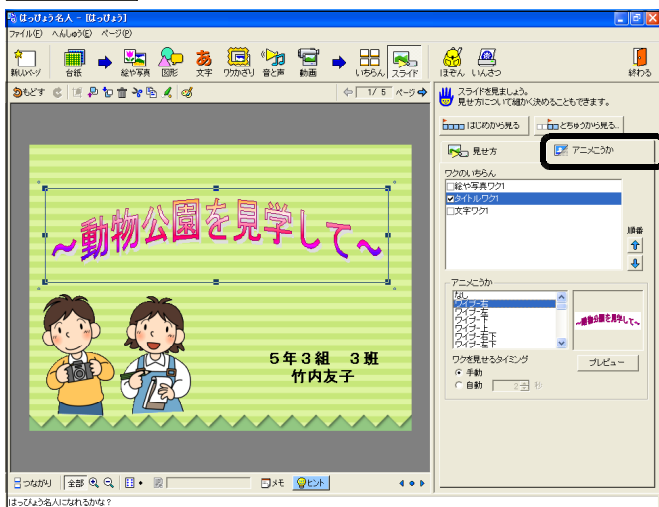 はっぴょう名人 - [はっぴょう]
ファイル(F) へんしゅう(E) ページ(P)
新しいページ 台紙 絵や写真 図形 文字 ワクかざり 音と声 動画 いちらん スライド ほぞん いんさつ 終わる
もどす 1/ 5 ページ
スライドを見ましょう。
見せ方について細かく決めることもできます。
はじめから見る とちゅうから見る..
見せ方 アニメこうか
ワクのいちらん
絵や写真ワク1
タイトルワク1
文字ワク1
順番
～動物公園を見学して～
５年３組　３班
竹内友子
アニメこうか
なし
ワイプ-右
ワイプ-左
ワイプ-下
ワイプ-上
ワイプ-右下
ワイプ-左下
～動物公園を見学して～
ワクを見せるタイミング
手動
自動 2 秒
プレビュー
つながり 全部 メモ ヒント
はっぴょう名人になれるかな？